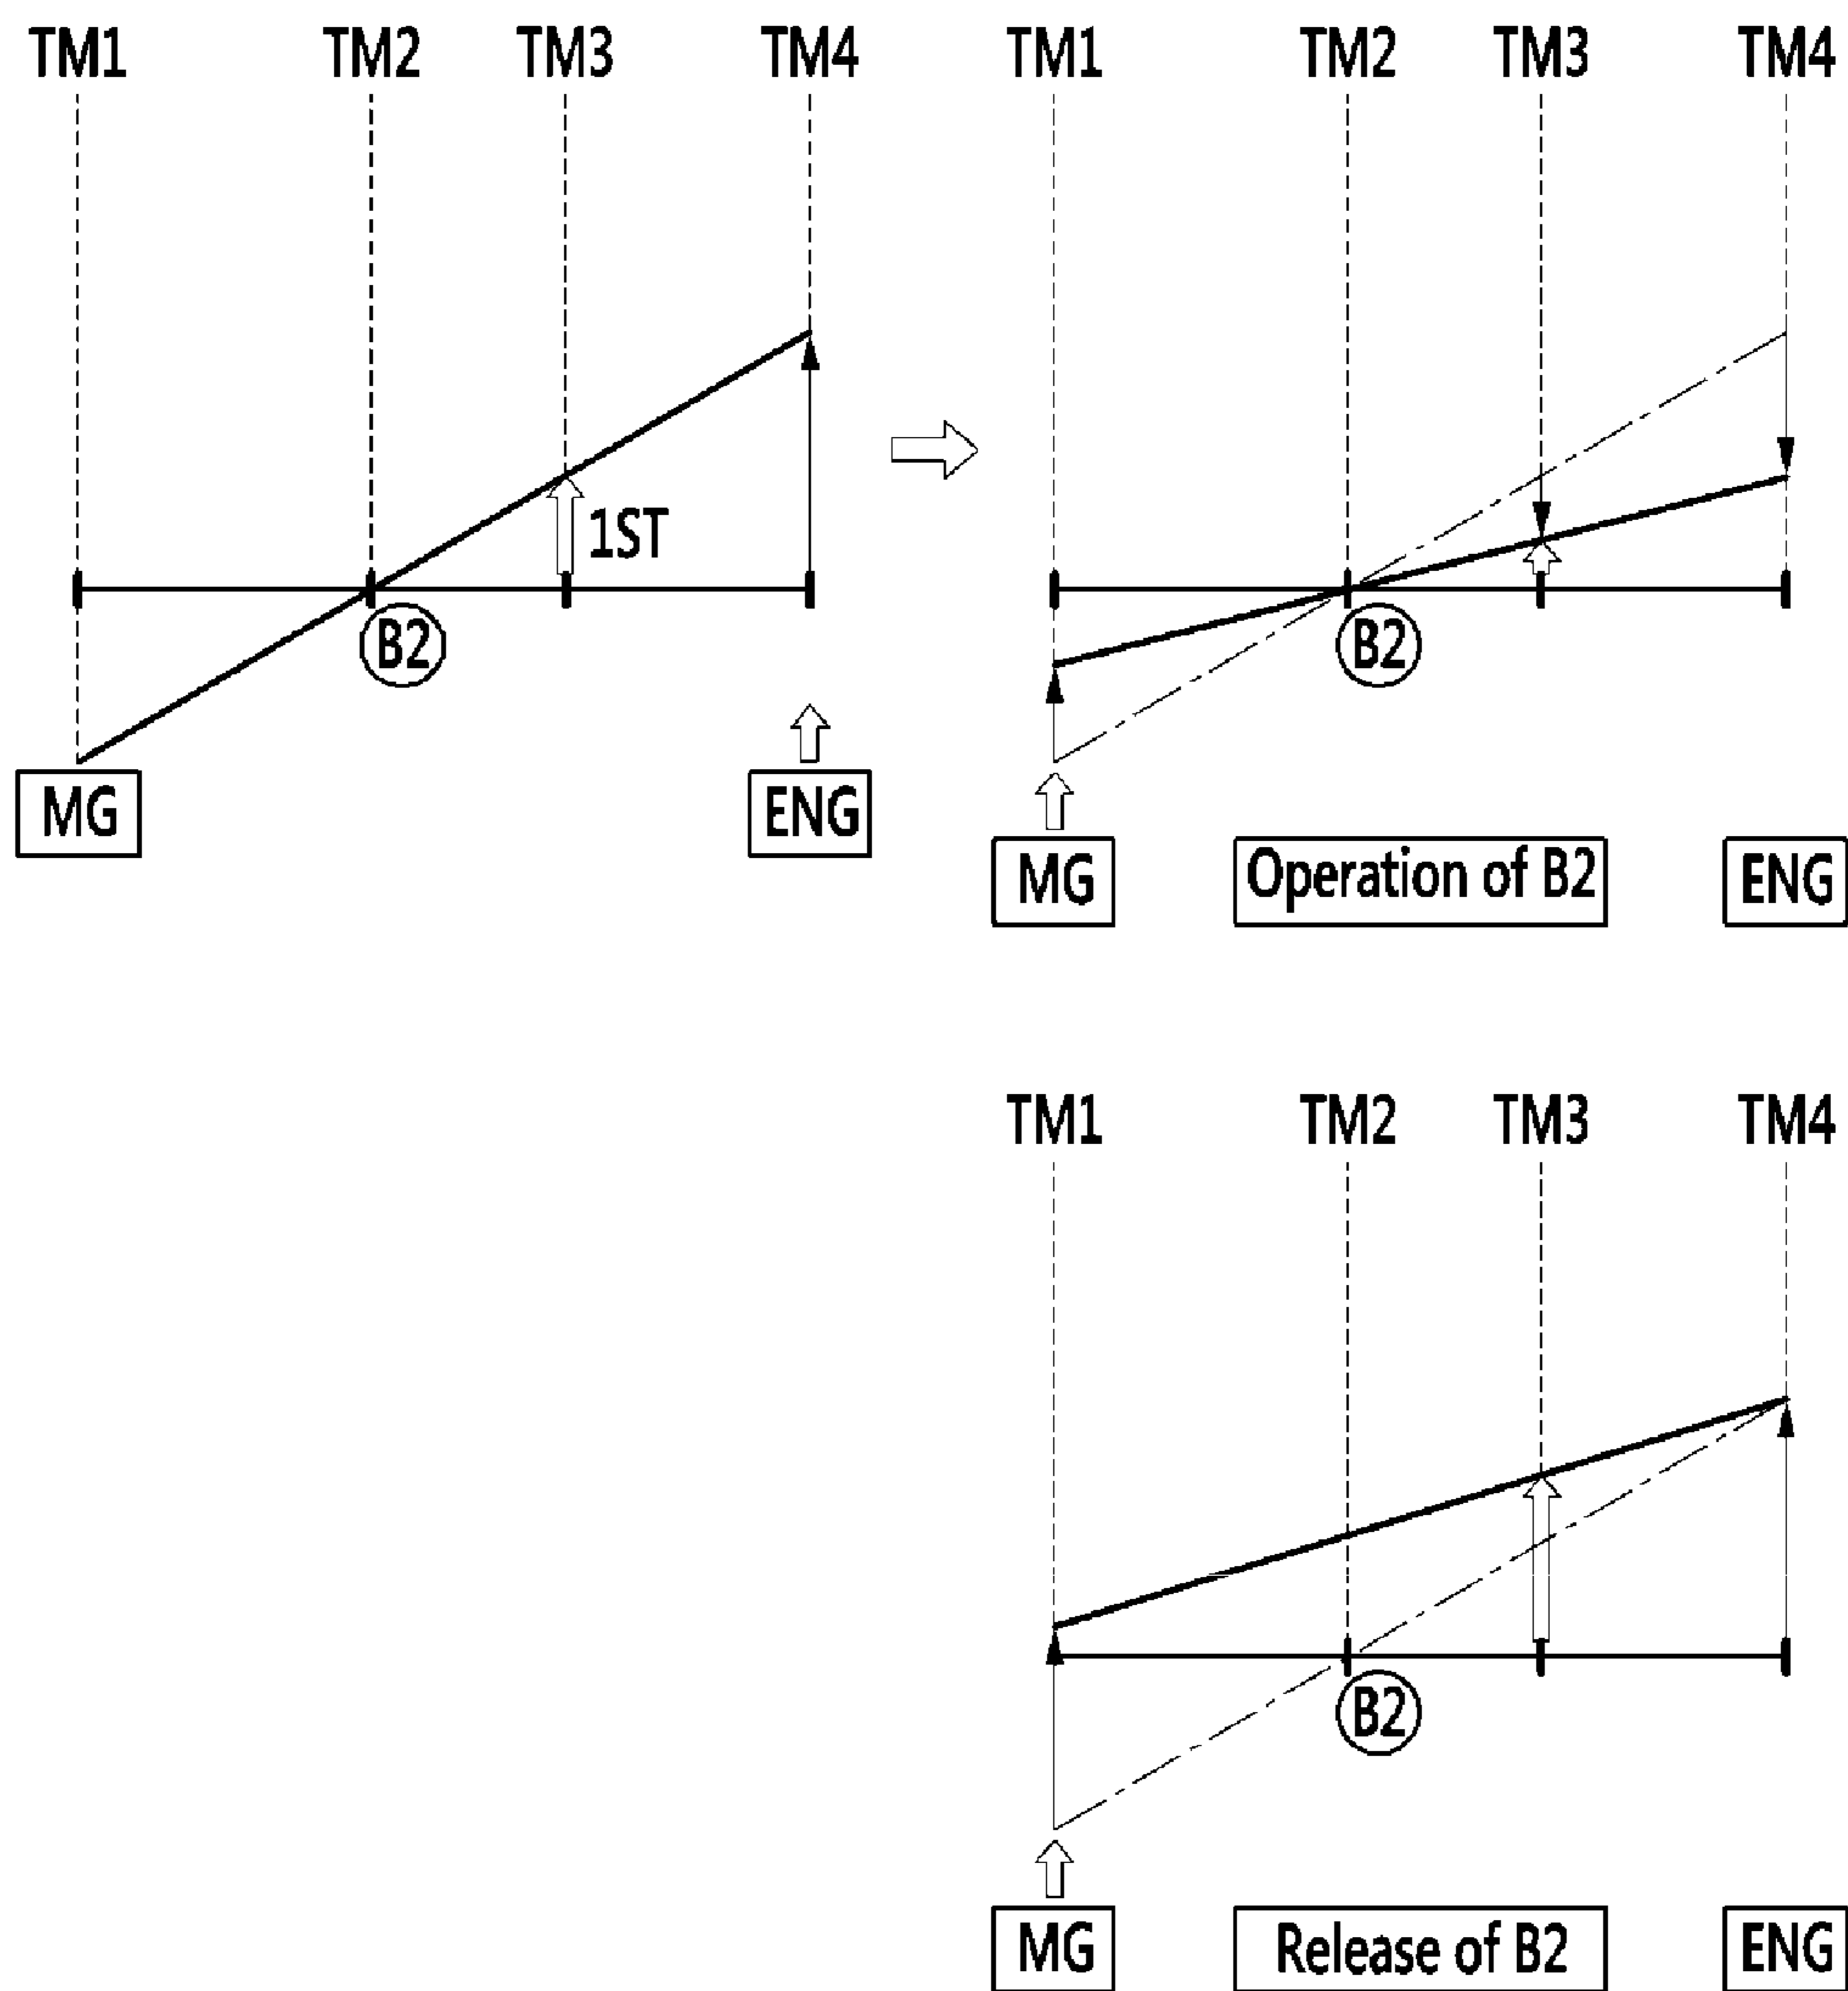 TM1 TM2 TM3 TM4 TM1 TM2 TM3 TM4
1ST
B2 B2
MG ENG
MG Operation of B2 ENG
TM1 TM2 TM3 TM4
B2
MG Release of B2 ENG